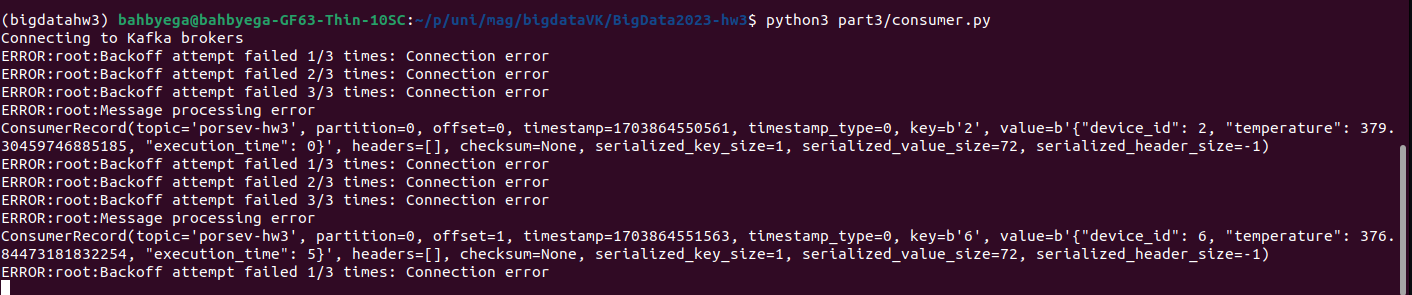 (bigdatahw3) bahbyega@bahbyega-GF63-Thin-10SC:~/p/uni/mag/bigdataVK/BigData2023-hw3$ python3 part3/consumer.py
Connecting to Kafka brokers
ERROR:root:Backoff attempt failed 1/3 times: Connection error
ERROR:root:Backoff attempt failed 2/3 times: Connection error
ERROR:root:Backoff attempt failed 3/3 times: Connection error
ERROR:root:Message processing error
ConsumerRecord(topic='porsev-hw3', partition=0, offset=0, timestamp=1703864550561, timestamp_type=0, key=b'2', value=b'{"device_id": 2, "temperature": 379.
30459746885185, "execution_time": 0}', headers=[], checksum=None, serialized_key_size=1, serialized_value_size=72, serialized_header_size=-1)
ERROR:root:Backoff attempt failed 1/3 times: Connection error
ERROR:root:Backoff attempt failed 2/3 times: Connection error
ERROR:root:Backoff attempt failed 3/3 times: Connection error
ERROR:root:Message processing error
ConsumerRecord(topic='porsev-hw3', partition=0, offset=1, timestamp=1703864551563, timestamp_type=0, key=b'6', value=b'{"device_id": 6, "temperature": 376.
84473181832254, "execution_time": 5}', headers=[], checksum=None, serialized_key_size=1, serialized_value_size=72, serialized_header_size=-1)
ERROR:root:Backoff attempt failed 1/3 times: Connection error